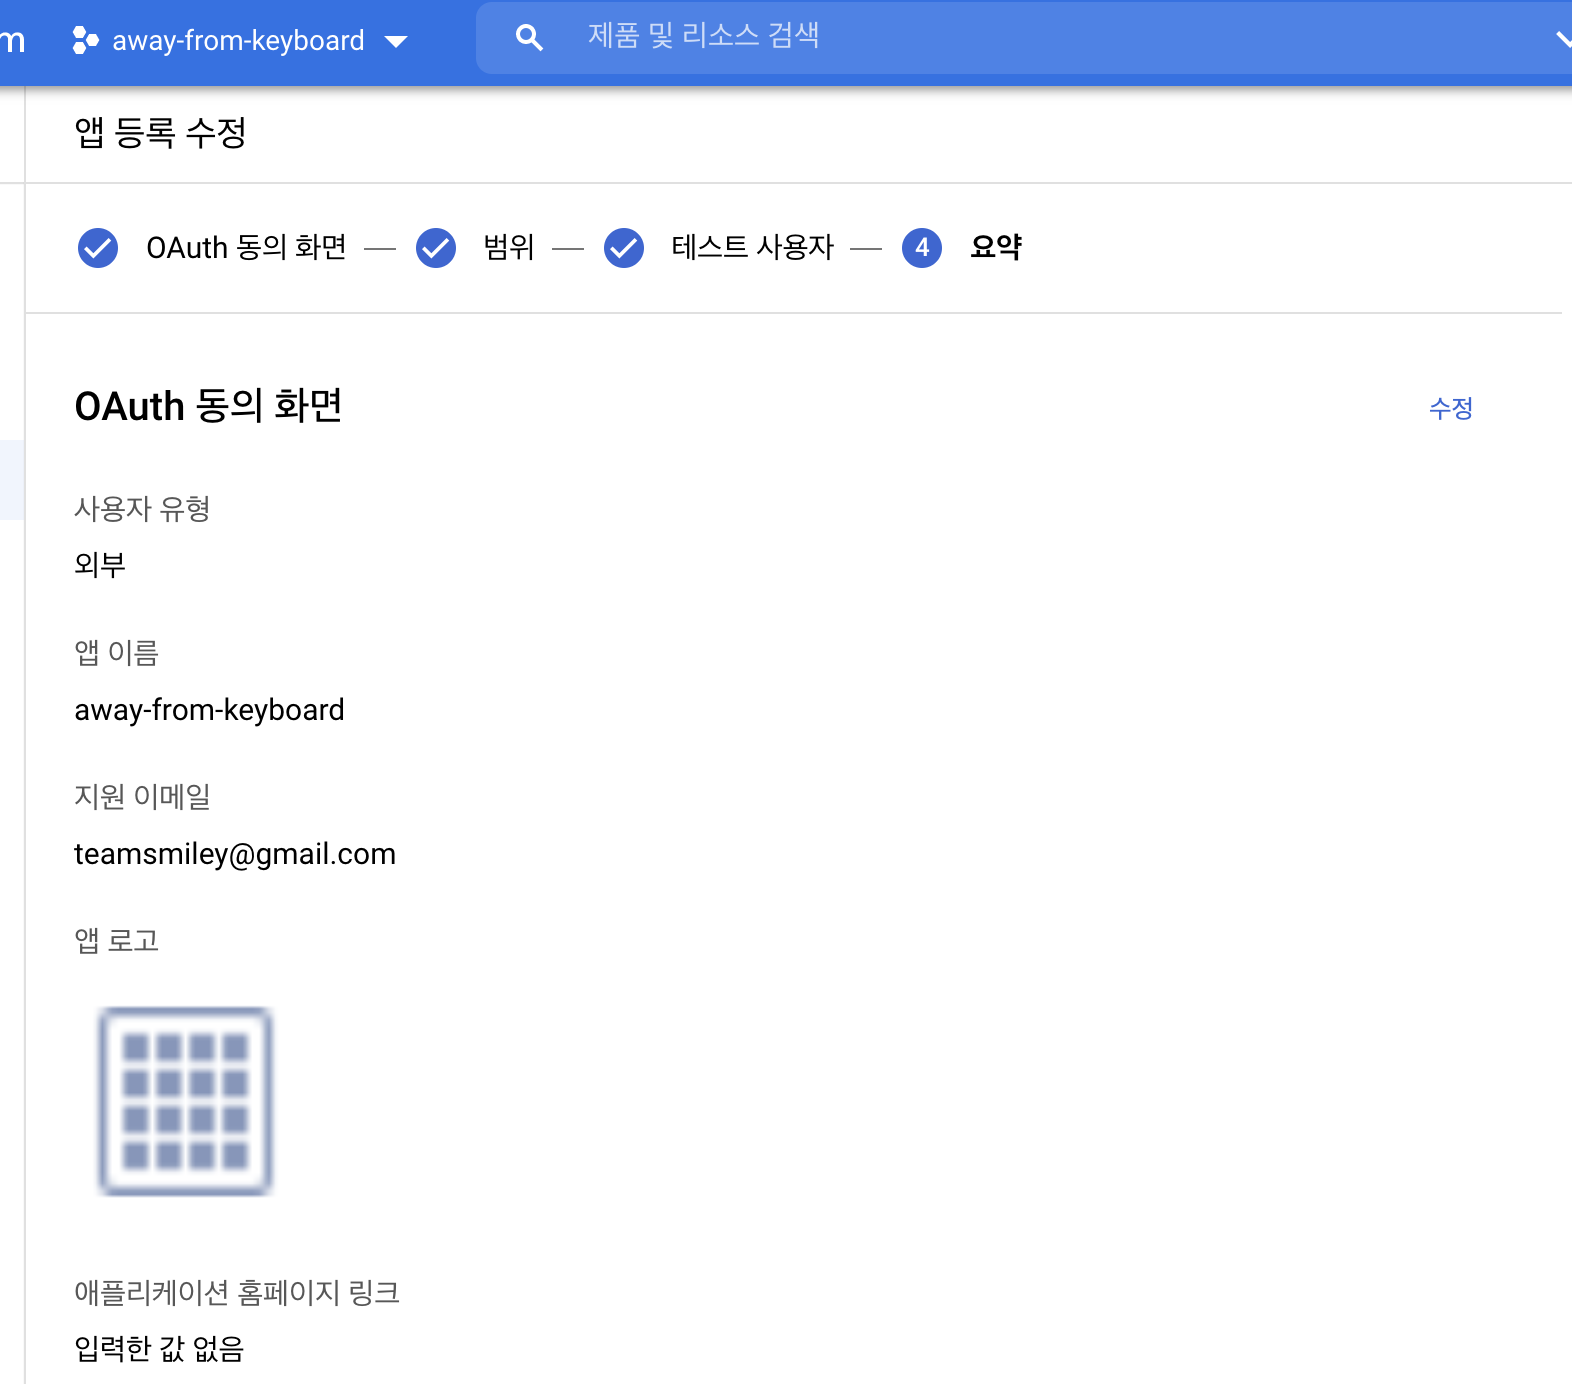 m away-from-keyboard 제품 및 리소스 검색
앱 등록 수정
OAuth 동의 화면 — 범위 — 테스트 사용자 — 4 요약
OAuth 동의 화면 수정
사용자 유형
외부
앱 이름
away-from-keyboard
지원 이메일
teamsmiley@gmail.com
앱 로고
애플리케이션 홈페이지 링크
입력한 값 없음